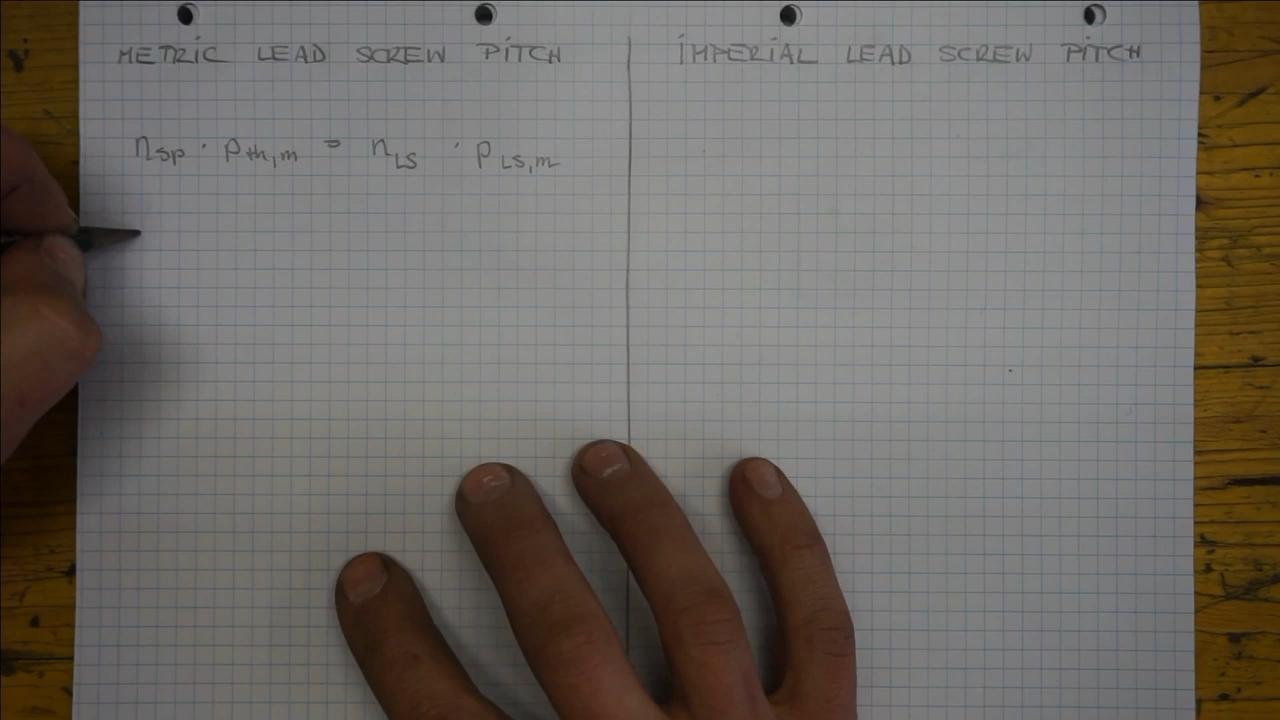 METRIC LEAD SCREW PITCH
IMPERIAL LEAD SCREW PITCH
n_sp · p_th,m = n_LS · p_LS,m